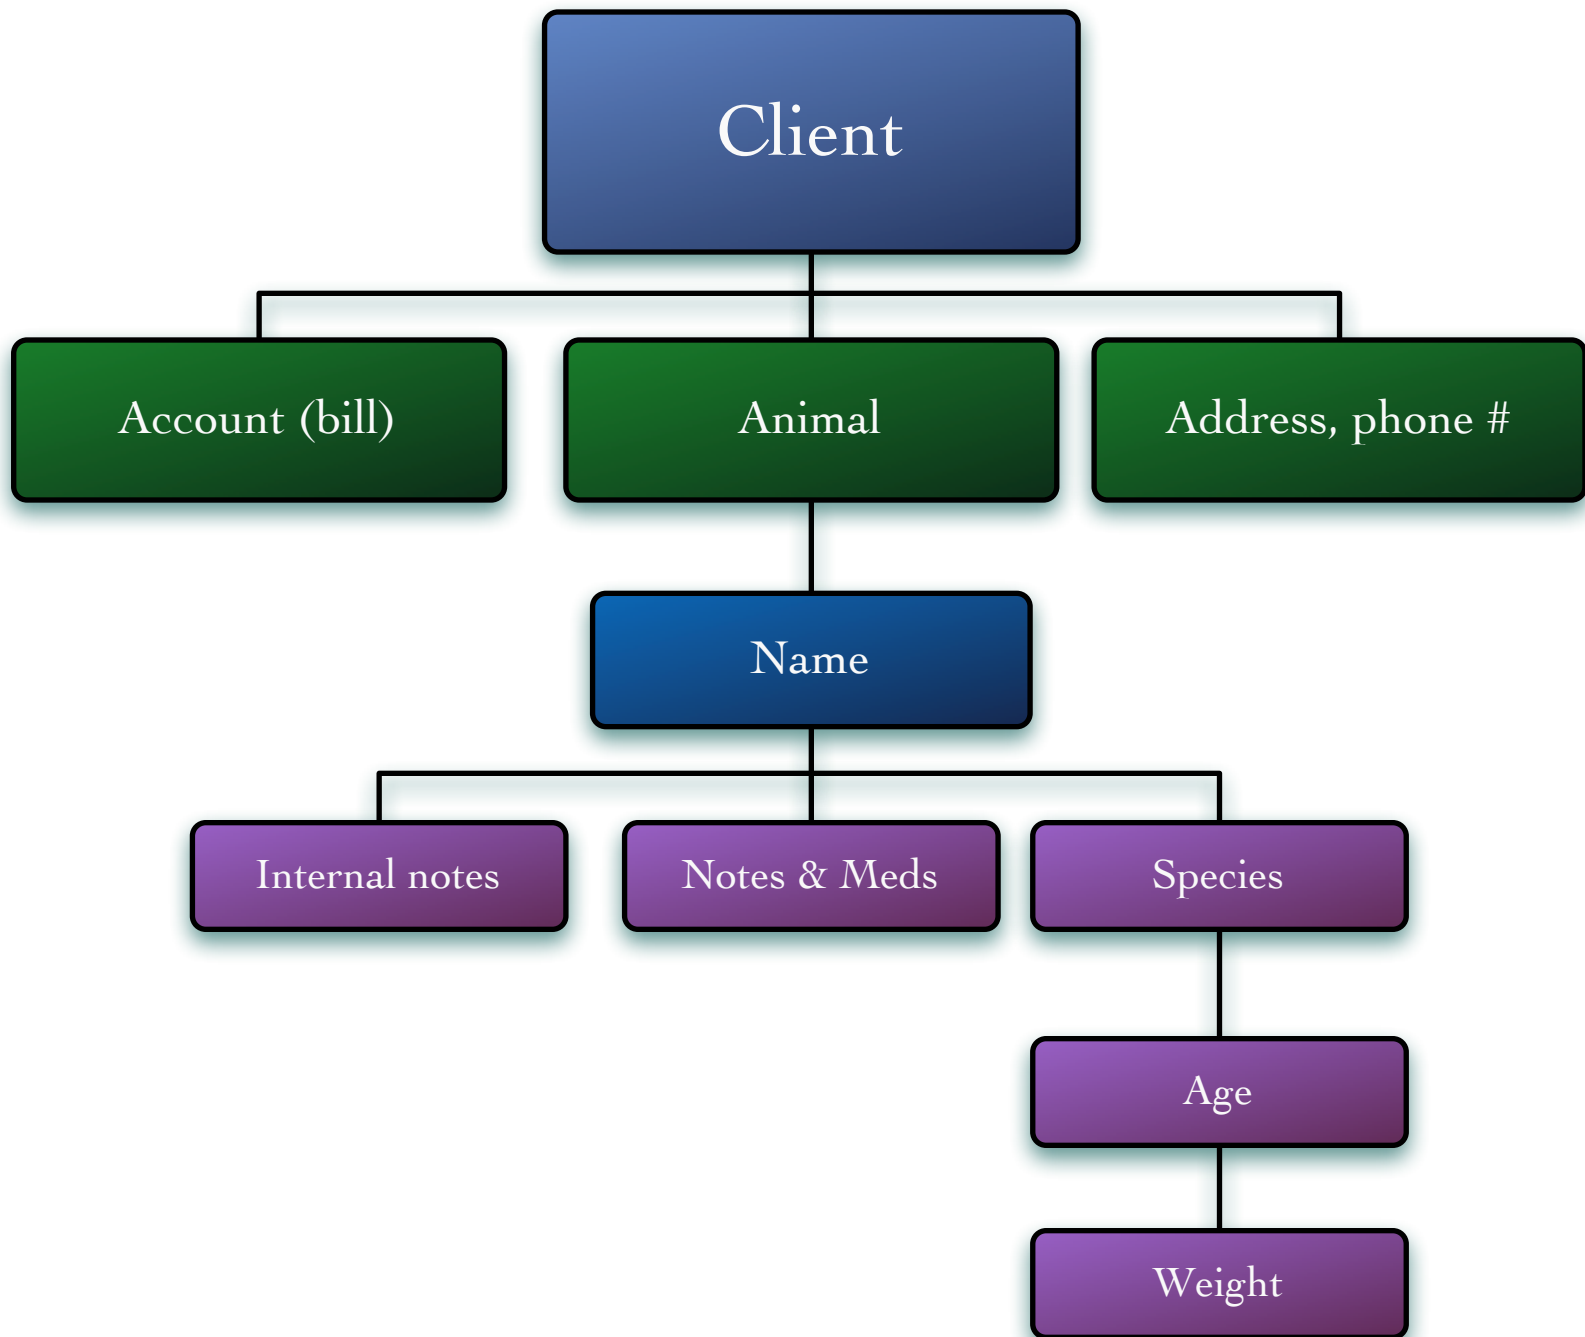 Client
Account (bill)
Animal
Address, phone #
Name
Internal notes
Notes & Meds
Species
Age
Weight